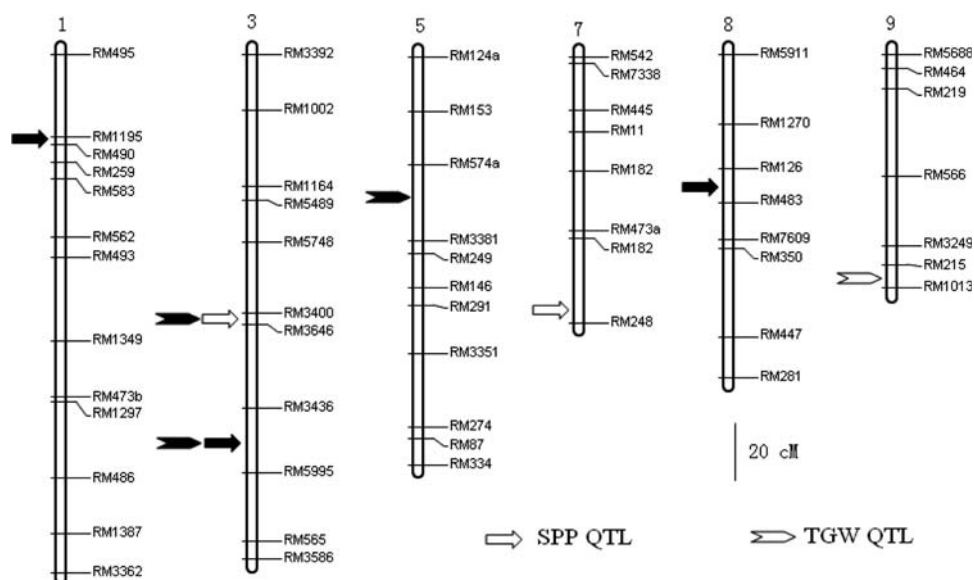 1
RM495
RM1195
RM490
RM259
RM583
RM562
RM493
RM1349
RM473b
RM1297
RM486
RM1387
RM3362
3
RM3392
RM1002
RM1164
RM5489
RM5748
RM3400
RM3646
RM3436
RM5995
RM565
RM3586
5
RM124a
RM153
RM574a
RM3381
RM249
RM146
RM291
RM3351
RM274
RM87
RM334
7
RM542
RM7338
RM445
RM11
RM182
RM473a
RM182
RM248
8
RM5911
RM1270
RM126
RM483
RM7609
RM350
RM447
RM281
9
RM5688
RM464
RM219
RM566
RM3249
RM215
RM1013
20 cM
SPP QTL
TGW QTL